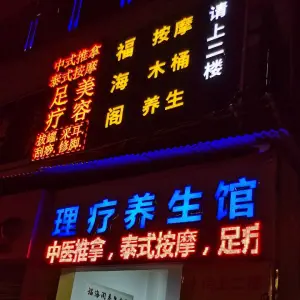 中式推拿
泰式按摩
足疗 美容
拔罐 采耳
刮痧 修脚
福海阁
按摩
木桶
养生
请上二楼
理疗养生馆
中医推拿,泰式按摩,足疗